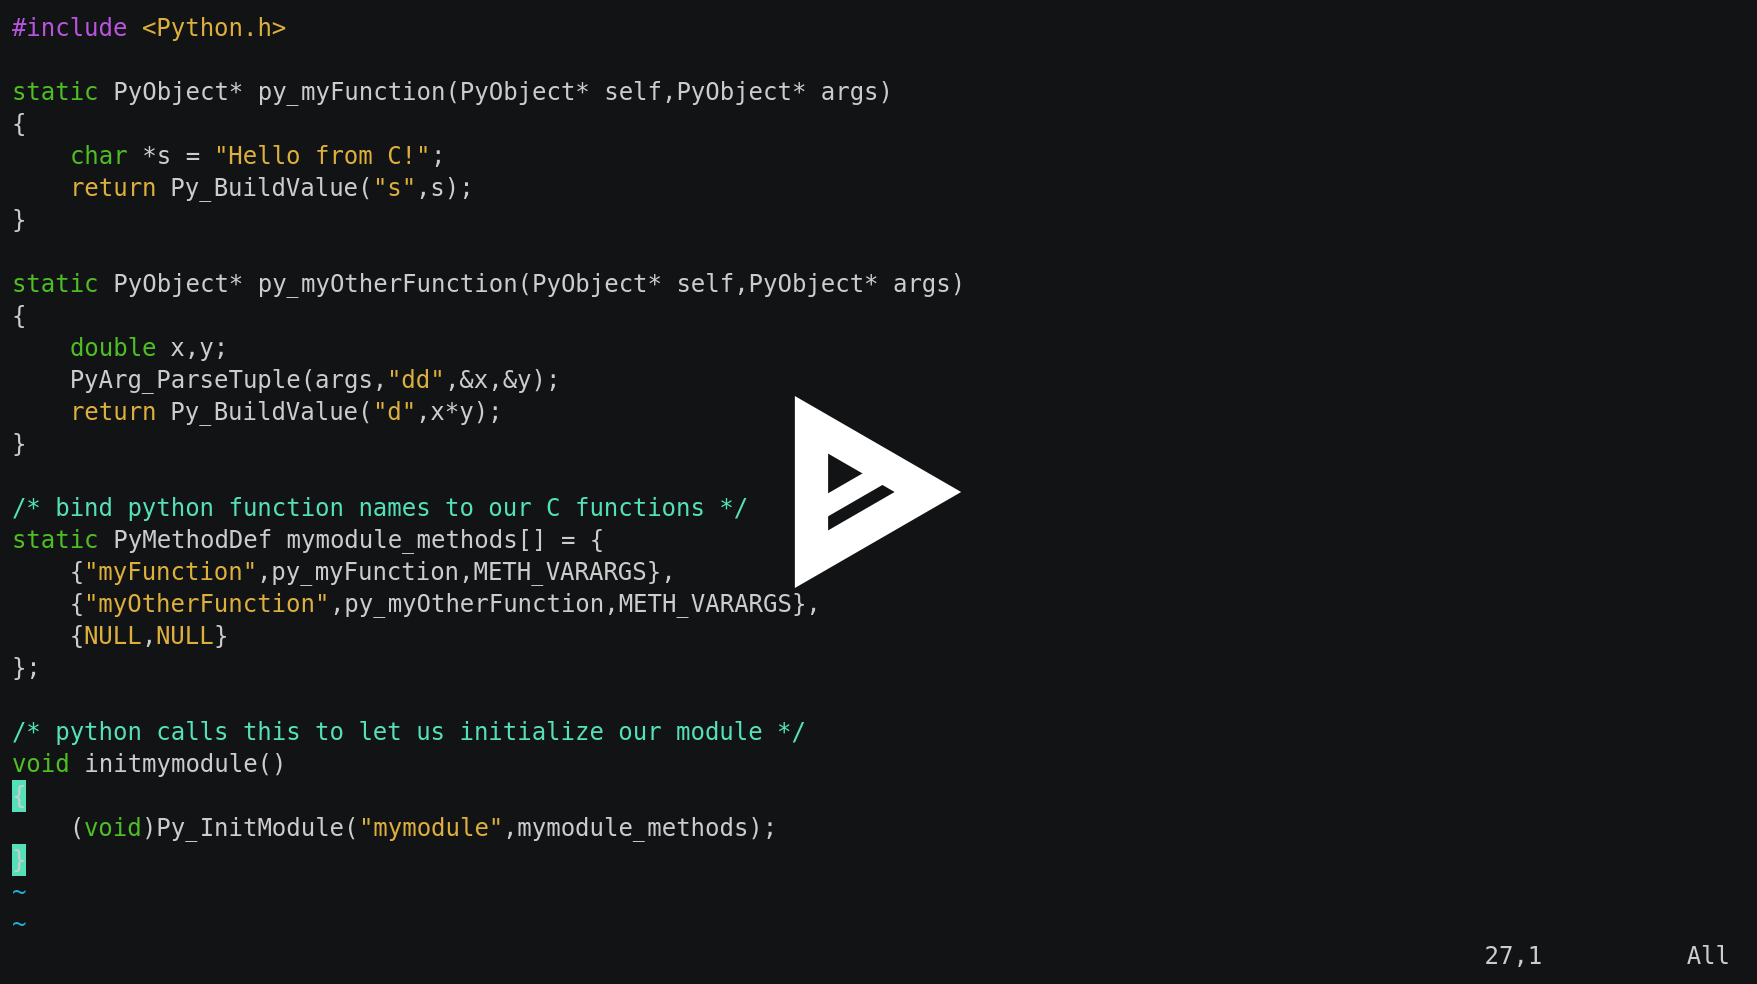 #include <Python.h>
static PyObject* py_myFunction(PyObject* self,PyObject* args)
{
    char *s = "Hello from C!";
    return Py_BuildValue("s",s);
}
static PyObject* py_myOtherFunction(PyObject* self,PyObject* args)
{
    double x,y;
    PyArg_ParseTuple(args,"dd",&x,&y);
    return Py_BuildValue("d",x*y);
}
/* bind python function names to our C functions */
static PyMethodDef mymodule_methods[] = {
    {"myFunction",py_myFunction,METH_VARARGS},
    {"myOtherFunction",py_myOtherFunction,METH_VARARGS},
    {NULL,NULL}
};
/* python calls this to let us initialize our module */
void initmymodule()
{
    (void)Py_InitModule("mymodule",mymodule_methods);
}
~
~
27,1 All